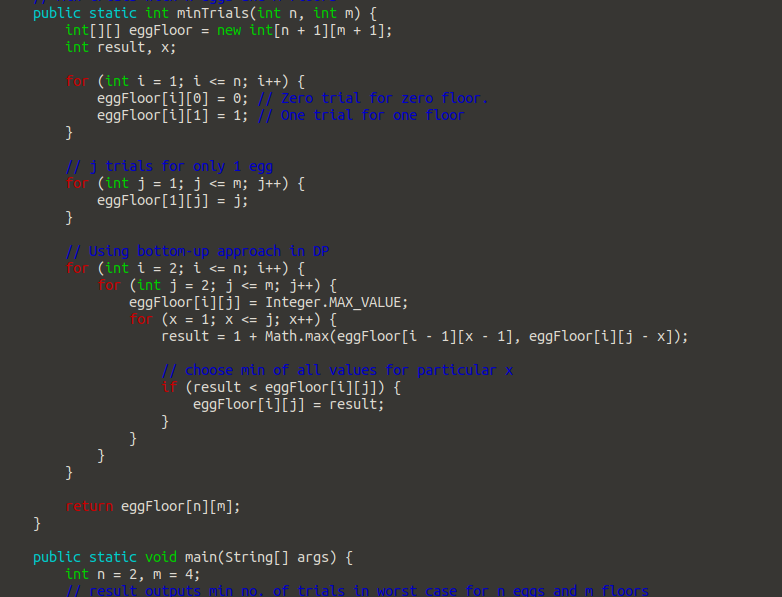 public static int minTrials(int n, int m) {
int[][] eggFloor = new int[n + 1][m + 1];
int result, x;
for (int i = 1; i <= n; i++) {
eggFloor[i][0] = 0; // Zero trial for zero floor.
eggFloor[i][1] = 1; // One trial for one floor
}
// j trials for only 1 egg
for (int j = 1; j <= m; j++) {
eggFloor[1][j] = j;
}
// Using bottom-up approach in DP
for (int i = 2; i <= n; i++) {
for (int j = 2; j <= m; j++) {
eggFloor[i][j] = Integer.MAX_VALUE;
for (x = 1; x <= j; x++) {
result = 1 + Math.max(eggFloor[i - 1][x - 1], eggFloor[i][j - x]);
// choose min of all values for particular x
if (result < eggFloor[i][j]) {
eggFloor[i][j] = result;
}
}
}
}
return eggFloor[n][m];
}
public static void main(String[] args) {
int n = 2, m = 4;
// result outputs min no. of trials in worst case for n eggs and m floors